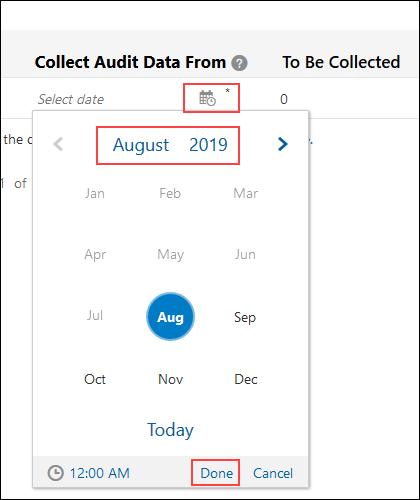 Collect Audit Data From ? To Be Collected
Select date * 0
the
August 2019
Jan Feb Mar
Apr May Jun
Jul Aug Sep
1 of
Oct Nov Dec
Today
12:00 AM Done Cancel